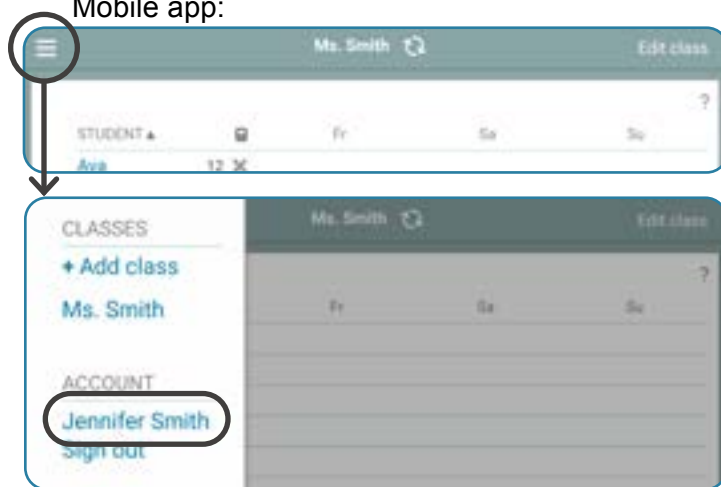 Mobile app:
Ms. Smith Edit class
?
STUDENT ▲ Fr Sa Su
Ava 12 X
CLASSES Ms. Smith Edit class
+ Add class ?
Ms. Smith Fr Sa Su
ACCOUNT
Jennifer Smith
Sign out